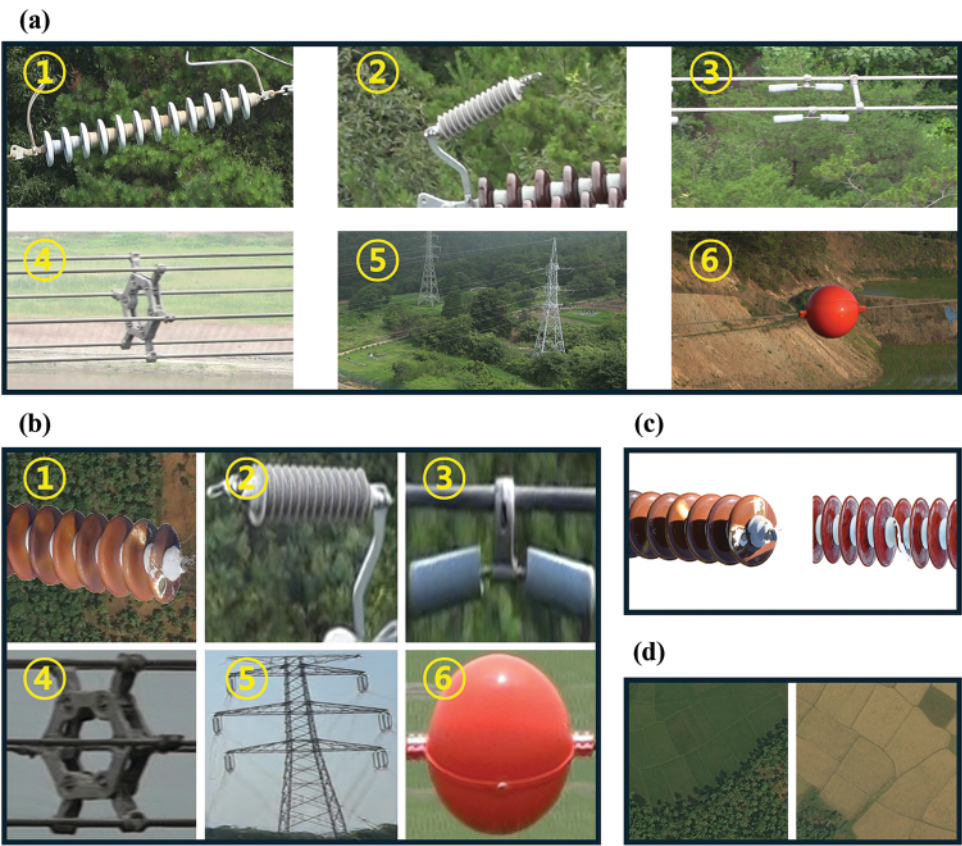 (a)
① ② ③
④ ⑤ ⑥
(b) (c)
① ② ③
(d)
④ ⑤ ⑥